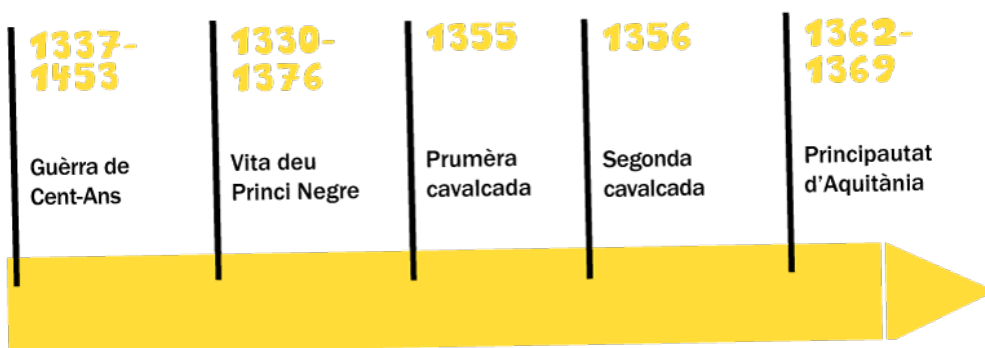 1337-
1453
Guèrra de
Cent-Ans
1330-
1376
Vita deu
Princi Negre
1355
Prumèra
cavalcada
1356
Segonda
cavalcada
1362-
1369
Principautat
d'Aquitània